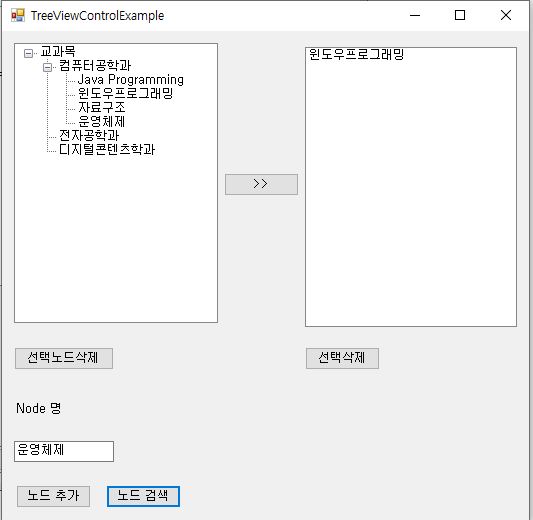 TreeViewControlExample
교과목
컴퓨터공학과
Java Programming
윈도우프로그래밍
자료구조
운영체제
전자공학과
디지털콘텐츠학과
>>
윈도우프로그래밍
선택노드삭제
선택삭제
Node 명
운영체제
노드 추가
노드 검색